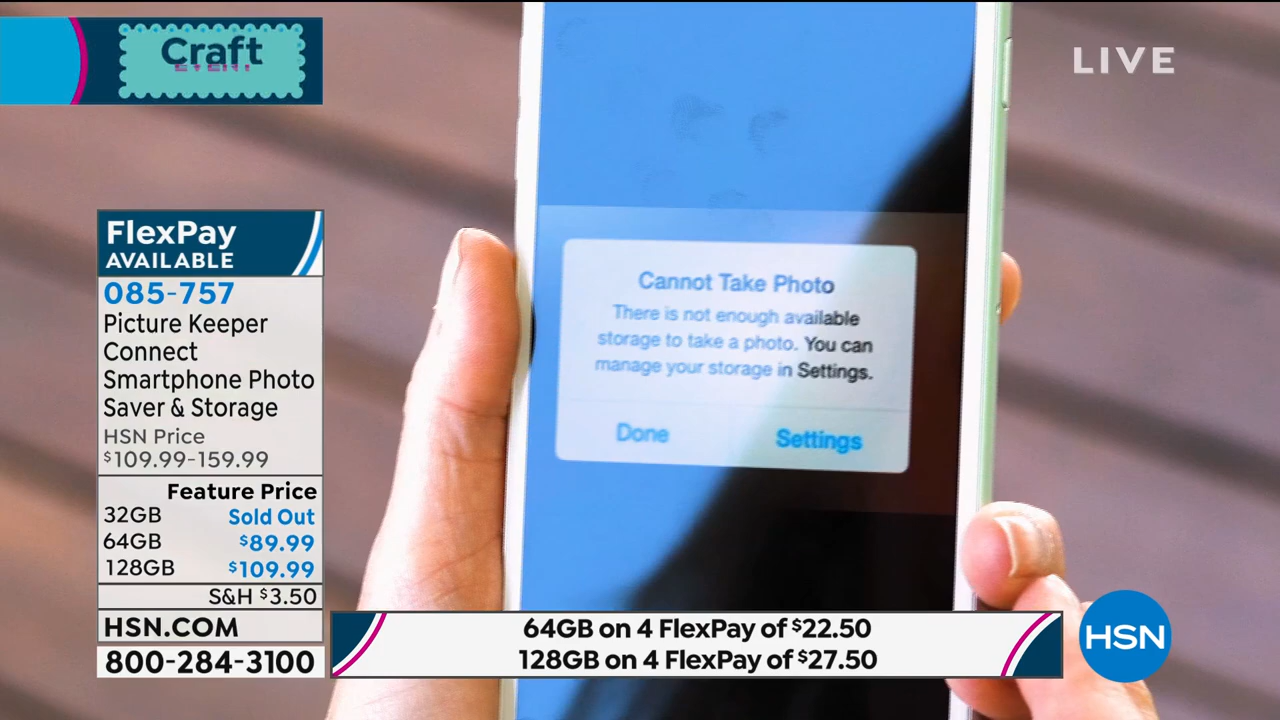 Craft
EVENT
LIVE
FlexPay
AVAILABLE
085-757
Picture Keeper
Connect
Smartphone Photo
Saver & Storage
HSN Price
$109.99-159.99
Feature Price
32GB Sold Out
64GB $89.99
128GB $109.99
S&H $3.50
HSN.COM
800-284-3100
Cannot Take Photo
There is not enough available
storage to take a photo. You can
manage your storage in Settings.
Done Settings
64GB on 4 FlexPay of $22.50
128GB on 4 FlexPay of $27.50
HSN